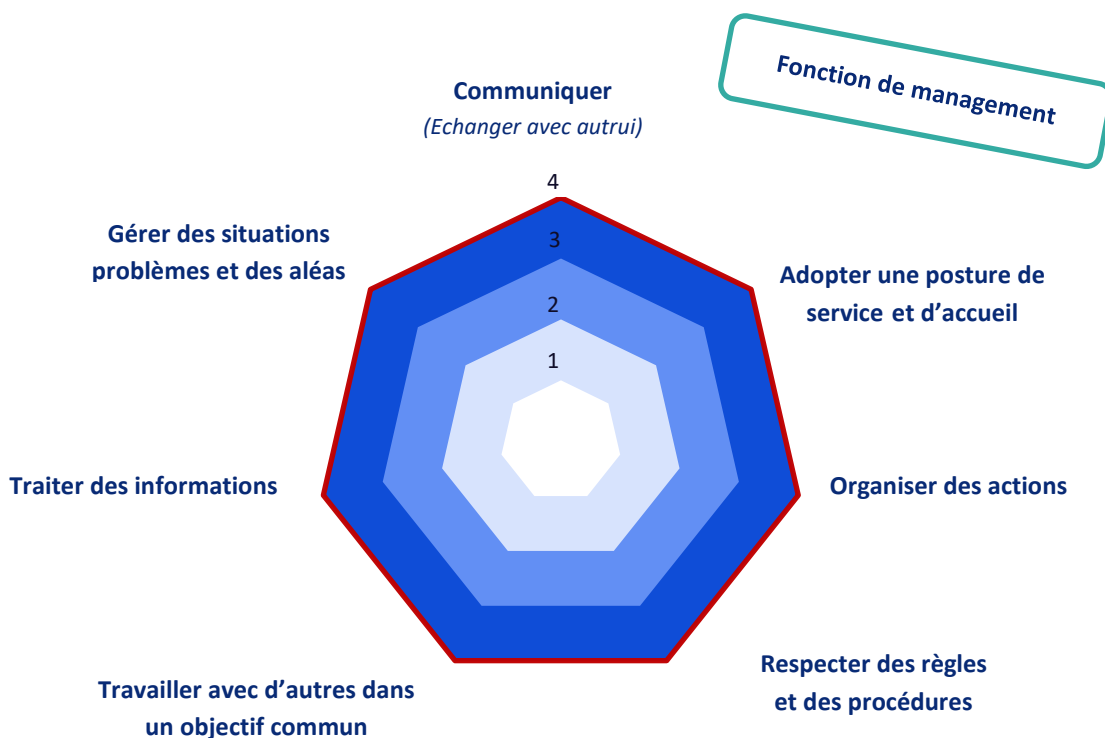 Fonction de management
Communiquer
(Echanger avec autrui)
4
3
2
1
Gérer des situations
problèmes et des aléas
Adopter une posture de
service et d’accueil
Traiter des informations
Organiser des actions
Travailler avec d’autres dans
un objectif commun
Respecter des règles
et des procédures